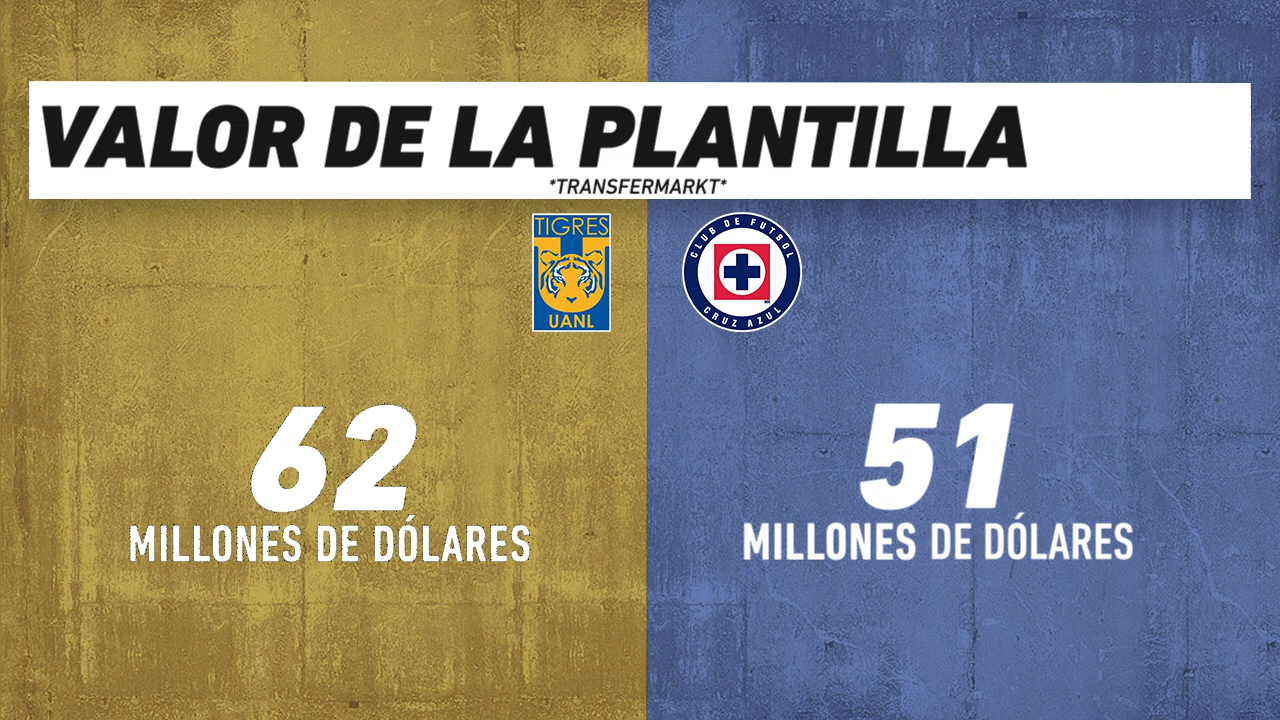 VALOR DE LA PLANTILLA
*TRANSFERMARKT*
TIGRES
UANL
CLUB DE FUTBOL
CRUZ AZUL
62
MILLONES DE DÓLARES
51
MILLONES DE DÓLARES